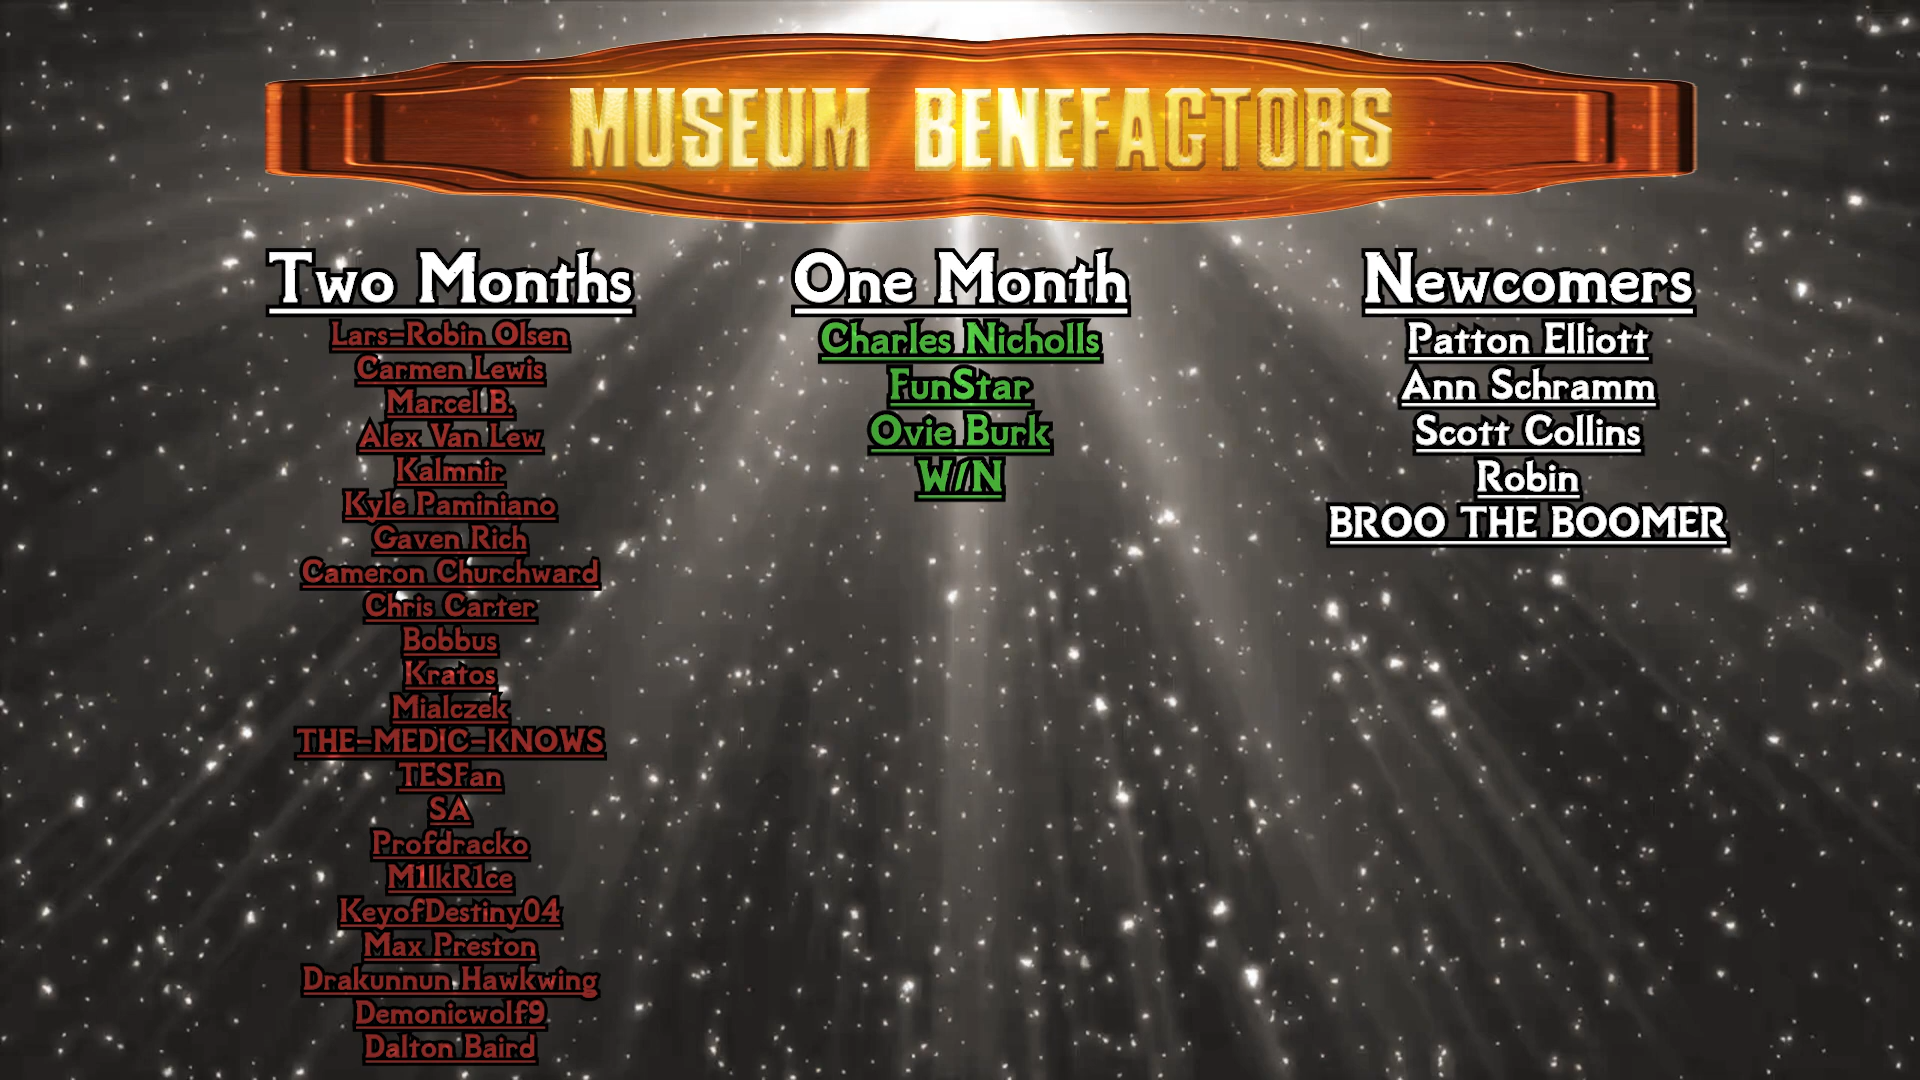 MUSEUM BENEFACTORS
Two Months
Lars-Robin Olsen
Carmen Lewis
Marcel B.
Alex Van Lew
Kalmnir
Kyle Paminiano
Gaven Rich
Cameron Churchward
Chris Carter
Bobbus
Kratos
Mialczek
THE-MEDIC-KNOWS
TESFan
SA
Profdracko
M1lkR1ce
KeyofDestiny04
Max Preston
Drakunnun Hawkwing
Demonicwolf9
Dalton Baird
One Month
Charles Nicholls
FunStar
Ovie Burk
W/N
Newcomers
Patton Elliott
Ann Schramm
Scott Collins
Robin
BROO THE BOOMER